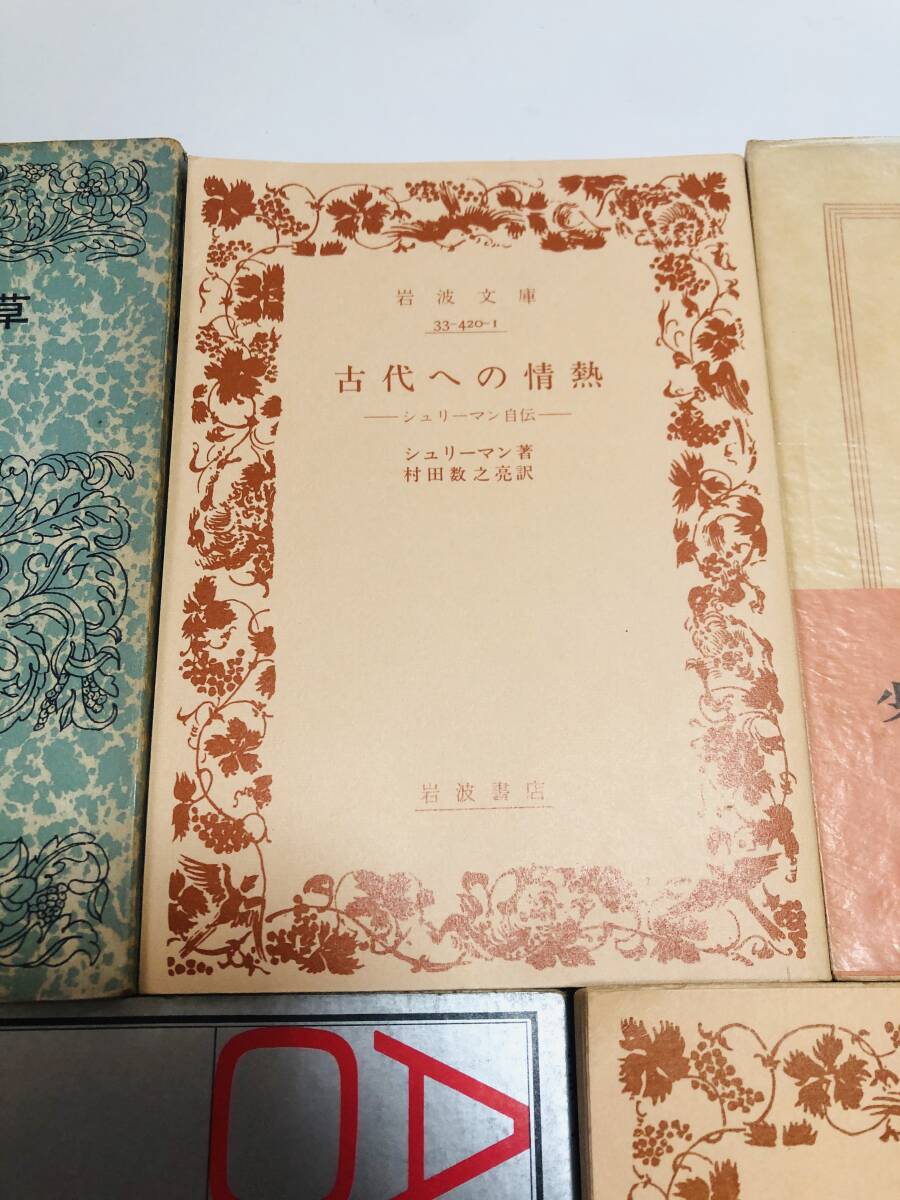 草
岩波文庫
33-420-1
古代への情熱
―シュリーマン自伝―
シュリーマン著
村田数之亮訳
岩波書店
少
A
O